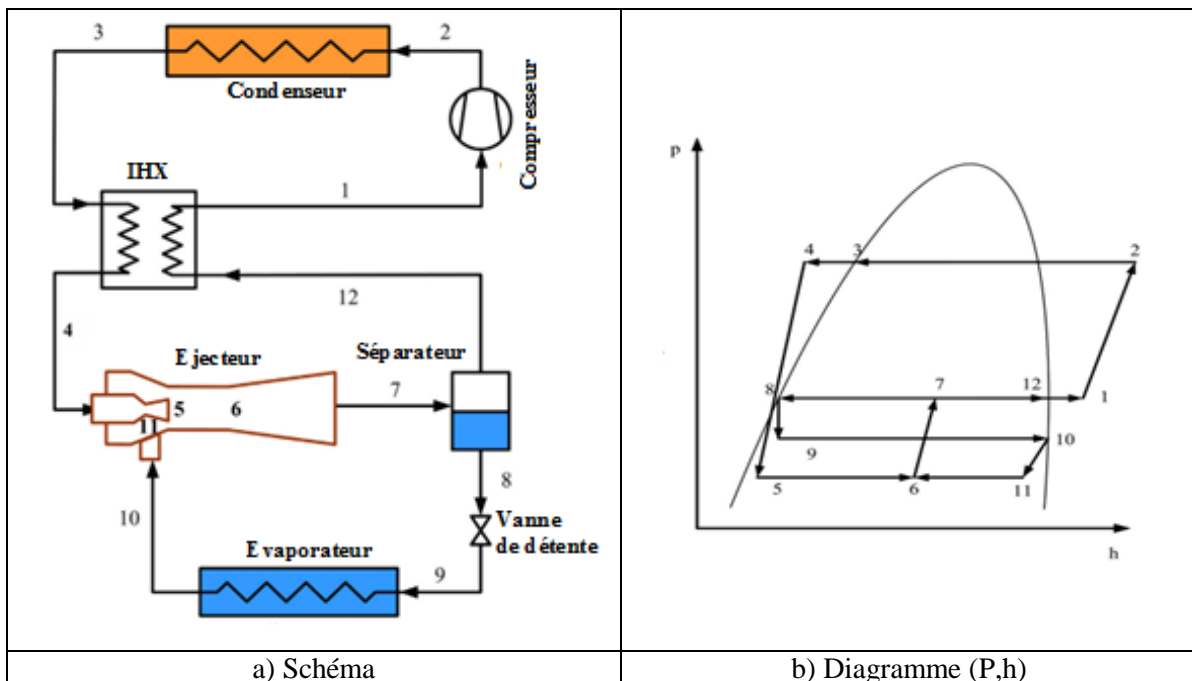 3
2
Condenseur
Compresseur
IHX
1
12
4
Ejecteur
Séparateur
5
6
7
11
8
10
Vanne
de détente
Evaporateur
9
p
4
3
2
8
7
12
1
10
9
5
6
11
h
a) Schéma
b) Diagramme (P,h)